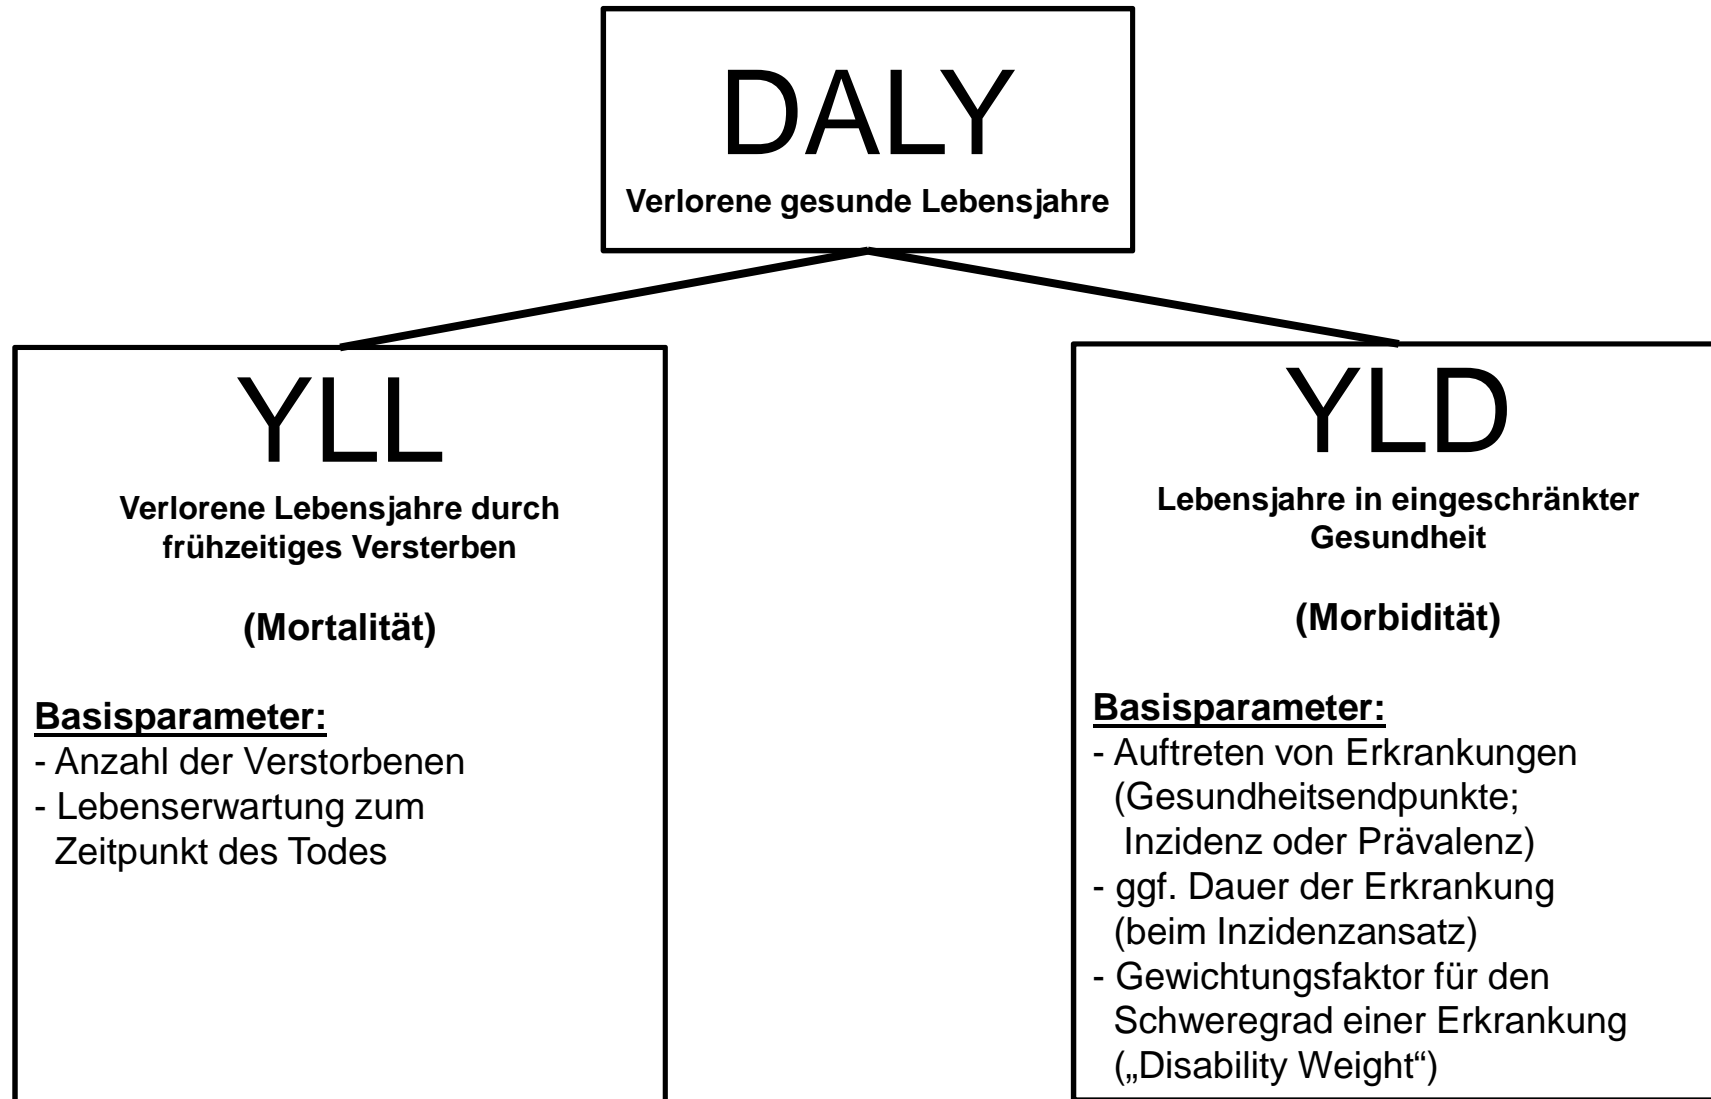 DALY
Verlorene gesunde Lebensjahre
YLL
Verlorene Lebensjahre durch
frühzeitiges Versterben
(Mortalität)
Basisparameter:
- Anzahl der Verstorbenen
- Lebenserwartung zum
Zeitpunkt des Todes
YLD
Lebensjahre in eingeschränkter
Gesundheit
(Morbidität)
Basisparameter:
- Auftreten von Erkrankungen
(Gesundheitsendpunkte;
Inzidenz oder Prävalenz)
- ggf. Dauer der Erkrankung
(beim Inzidenzansatz)
- Gewichtungsfaktor für den
Schweregrad einer Erkrankung
(„Disability Weight“)